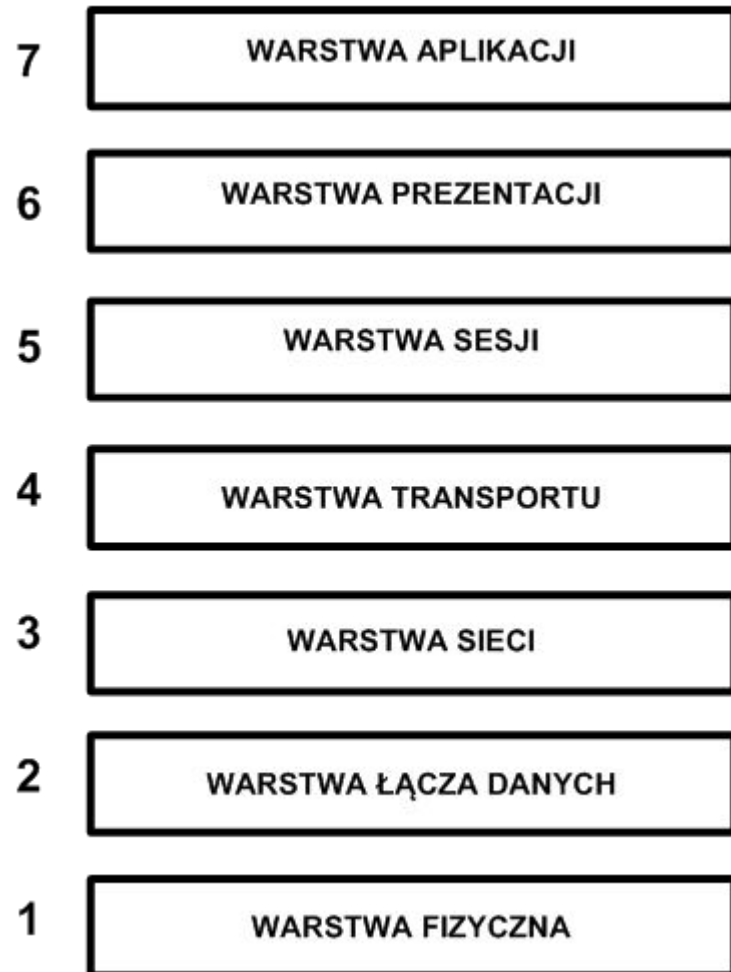 7 WARSTWA APLIKACJI
6 WARSTWA PREZENTACJI
5 WARSTWA SESJI
4 WARSTWA TRANSPORTU
3 WARSTWA SIECI
2 WARSTWA ŁĄCZA DANYCH
1 WARSTWA FIZYCZNA